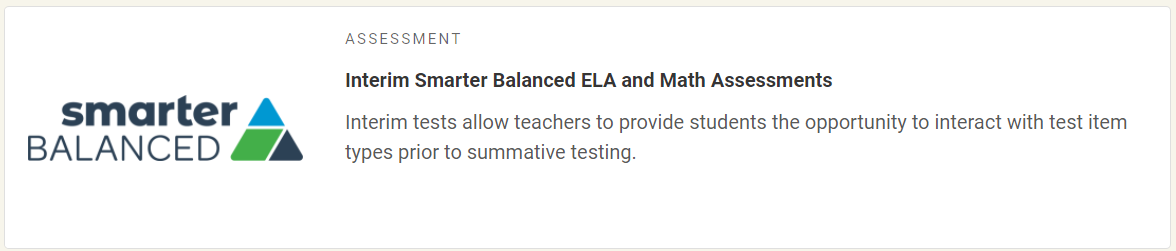 smarter
BALANCED
ASSESSMENT
Interim Smarter Balanced ELA and Math Assessments
Interim tests allow teachers to provide students the opportunity to interact with test item
types prior to summative testing.